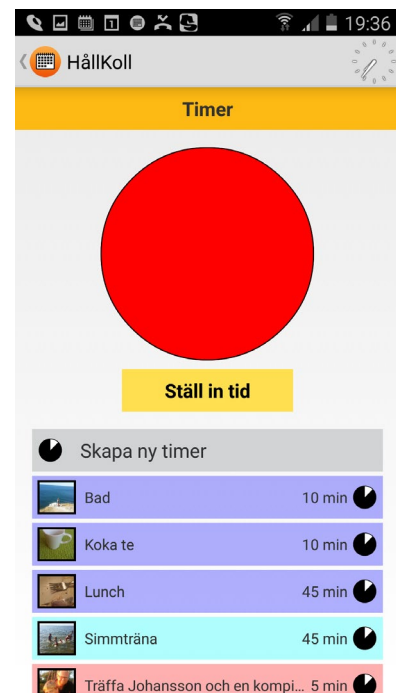 19:36
HållKoll
Timer
Ställ in tid
Skapa ny timer
Bad 10 min
Koka te 10 min
Lunch 45 min
Simmträna 45 min
Träffa Johansson och en kompi... 5 min